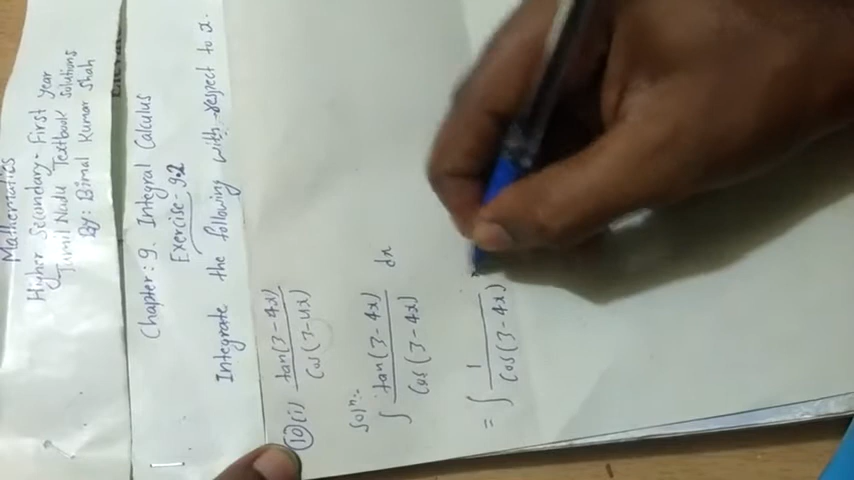 Mathematics
Higher Secondary - First Year
Tamil Nadu Textbook Solutions
By: Bimal Kumar Shah
Chapter: 9. Integral Calculus
Exercise - 9.2
Integrate the following with respect to x.
(10) (i) tan(3-4x) / cos(3-4x)
Solⁿ:-
∫ tan(3-4x) / cos(3-4x) dx
= ∫ 1 / cos(3-4x)